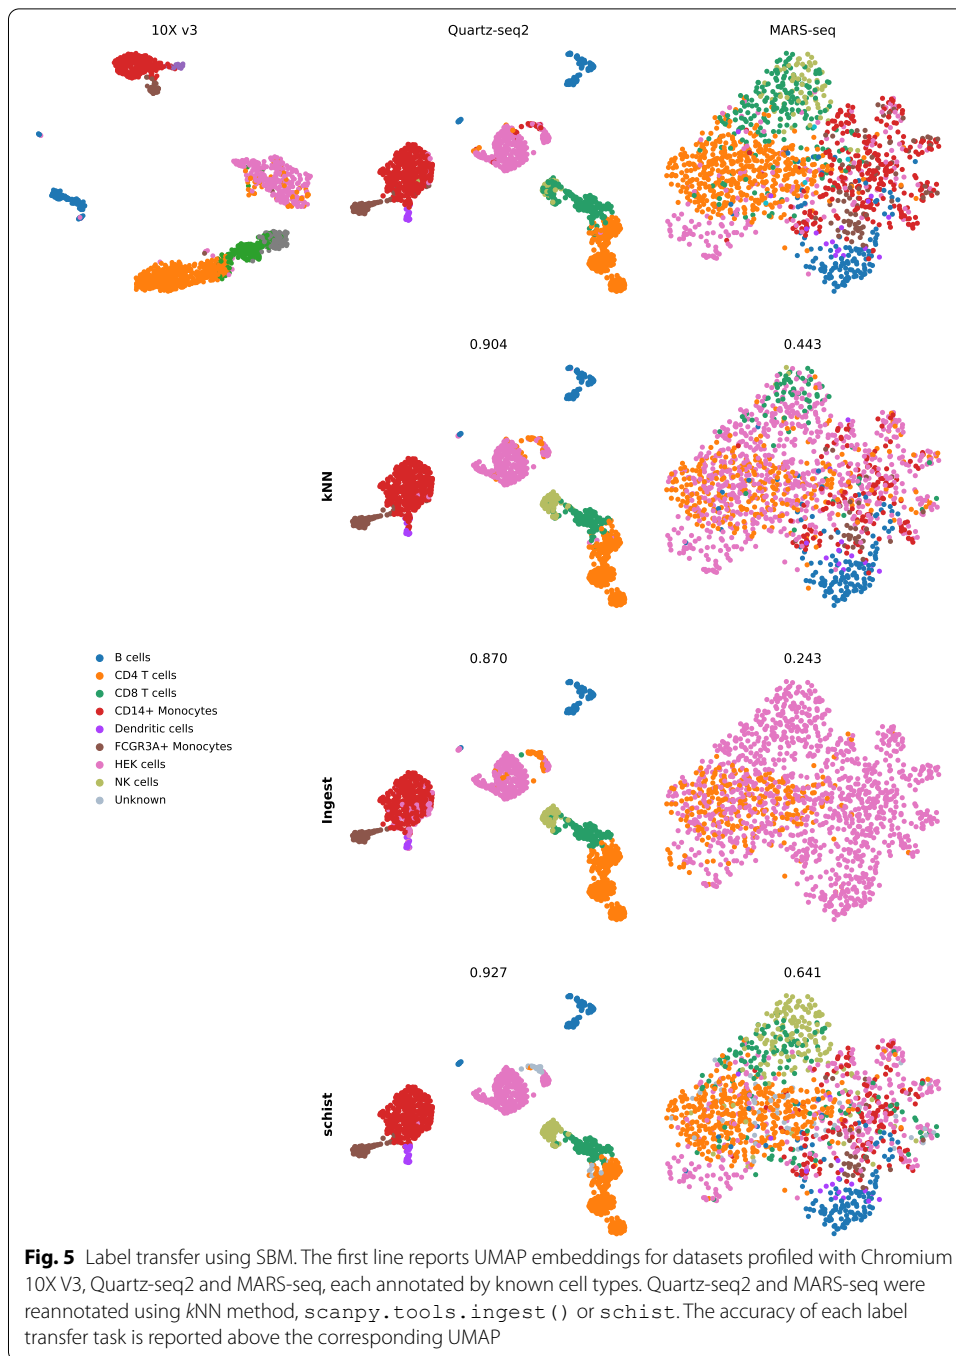 10X v3
Quartz-seq2
MARS-seq
0.904
0.443
kNN
0.870
0.243
B cells
CD4 T cells
CD8 T cells
CD14+ Monocytes
Dendritic cells
FCGR3A+ Monocytes
HEK cells
NK cells
Unknown
Ingest
0.927
0.641
schist
Fig. 5 Label transfer using SBM. The first line reports UMAP embeddings for datasets profiled with Chromium
10X V3, Quartz-seq2 and MARS-seq, each annotated by known cell types. Quartz-seq2 and MARS-seq were
reannotated using kNN method, scanpy.tools.ingest() or schist. The accuracy of each label
transfer task is reported above the corresponding UMAP